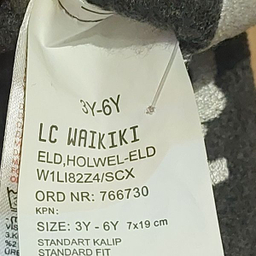 3Y-6Y
LC WAIKIKI
ELD,HOLWEL-ELD
W1LI82Z4/SCX
ORD NR: 766730
KPN:
SIZE: 3Y - 6Y 7x19 cm
STANDART KALIP
STANDARD FIT